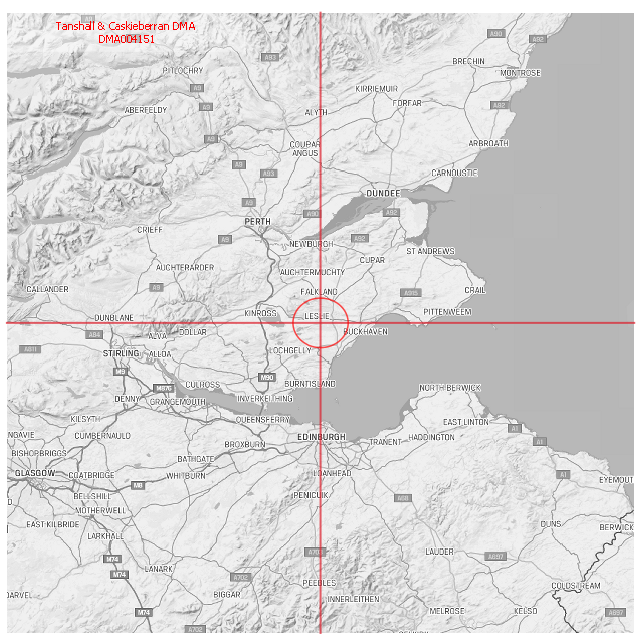 Tanshall & Caskieberran DMA
DMA004151
A90
A92
BRECHIN
MONTROSE
A93
PITLOCHRY
A9
KIRRIEMUIR
FORFAR
A92
ABERFELDY
A9
ALYTH
A9
COUPAR
ANGUS
ARBROATH
A9
A93
CARNOUSTIE
DUNDEE
A9
A90
A92
PERTH
CRIEFF
A9
NEWBURGH
A92
ST ANDREWS
AUCHTERARDER
AUCHTERMUCHTY
CUPAR
CALLANDER
A9
FALKLAND
A915
CRAIL
DUNBLANE
KINROSS
LESLIE
PITTENWEEM
A84
ALVA
DOLLAR
BUCKHAVEN
A811
STIRLING
ALLOA
LOCHGELLY
M9
M90
M876
CULROSS
BURNTISLAND
NORTH BERWICK
DENNY
GRANGEMOUTH
INVERKEITHING
KILSYTH
QUEENSFERRY
EAST LINTON
A1
NGAVIE
CUMBERNAULD
BROXBURN
EDINBURGH
TRANENT
HADDINGTON
A1
BISHOPBRIGGS
BATHGATE
GLASGOW
COATBRIDGE
WHITBURN
LOANHEAD
A1
EYEMOUT
M8
BELLSHILL
PENICUIK
A68
MOTHERWELL
EAST KILBRIDE
DUNS
BERWICK
LARKHALL
A703
LAUDER
A697
M74
LANARK
M74
A702
PEEBLES
COLDSTREAM
DARVEL
BIGGAR
INNERLEITHEN
M74
MELROSE
KELSO
A697
A702